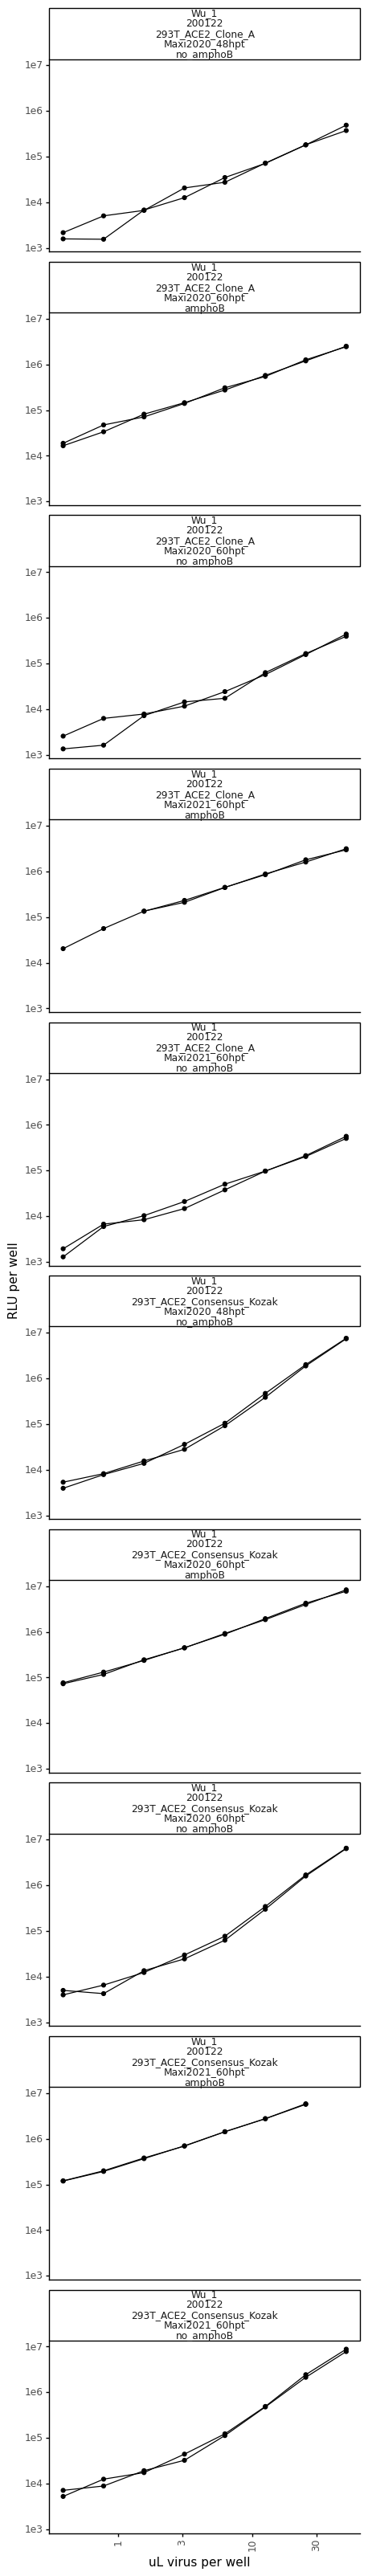 Wu_1
200122
293T_ACE2_Clone_A
Maxi2020_48hpt
no_amphoB
1e7
1e6
1e5
1e4
1e3
Wu_1
200122
293T_ACE2_Clone_A
Maxi2020_60hpt
amphoB
1e7
1e6
1e5
1e4
1e3
Wu_1
200122
293T_ACE2_Clone_A
Maxi2020_60hpt
no_amphoB
1e7
1e6
1e5
1e4
1e3
Wu_1
200122
293T_ACE2_Clone_A
Maxi2021_60hpt
amphoB
1e7
1e6
1e5
1e4
1e3
Wu_1
200122
293T_ACE2_Clone_A
Maxi2021_60hpt
no_amphoB
1e7
1e6
1e5
1e4
1e3
RLU per well
Wu_1
200122
293T_ACE2_Consensus_Kozak
Maxi2020_48hpt
no_amphoB
1e7
1e6
1e5
1e4
1e3
Wu_1
200122
293T_ACE2_Consensus_Kozak
Maxi2020_60hpt
amphoB
1e7
1e6
1e5
1e4
1e3
Wu_1
200122
293T_ACE2_Consensus_Kozak
Maxi2020_60hpt
no_amphoB
1e7
1e6
1e5
1e4
1e3
Wu_1
200122
293T_ACE2_Consensus_Kozak
Maxi2021_60hpt
amphoB
1e7
1e6
1e5
1e4
1e3
Wu_1
200122
293T_ACE2_Consensus_Kozak
Maxi2021_60hpt
no_amphoB
1e7
1e6
1e5
1e4
1e3
1 3 10 30
uL virus per well